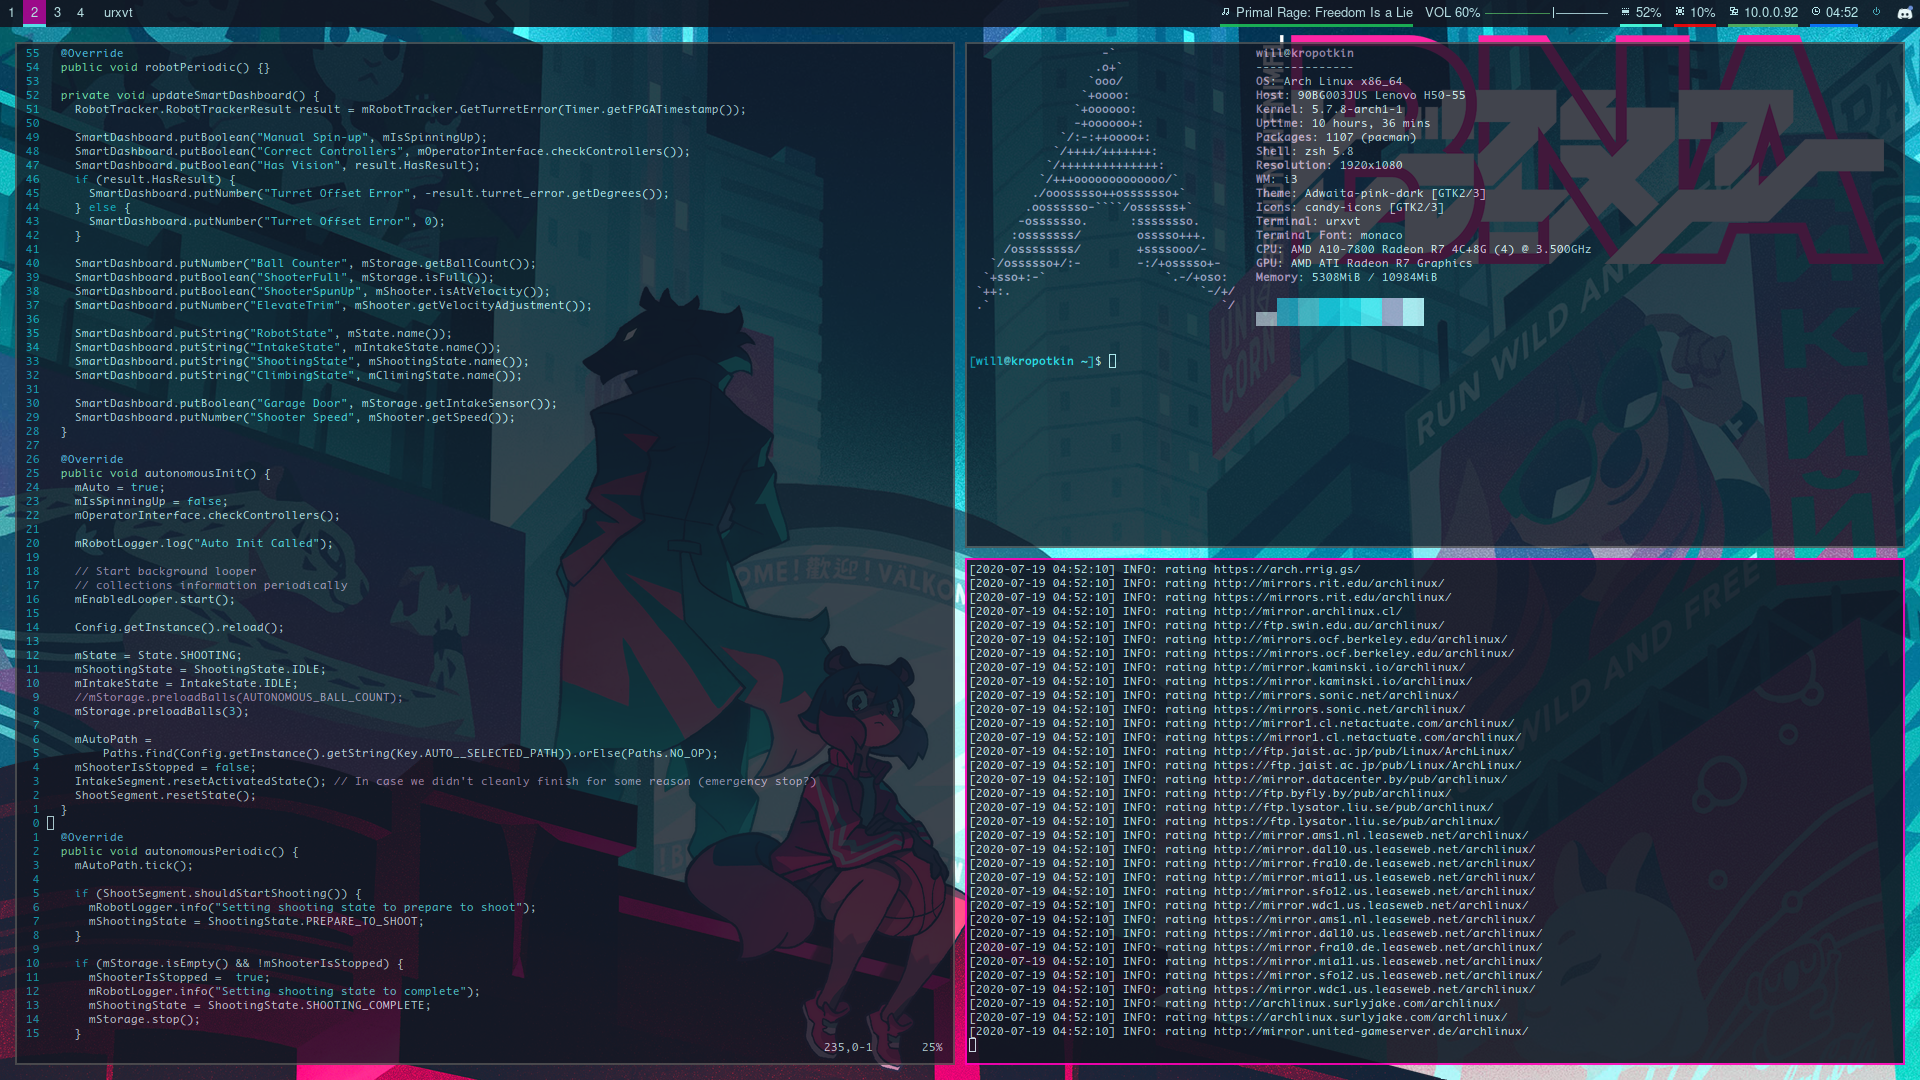 1 2 3 4 urxvt
Primal Rage: Freedom Is a Lie VOL 60% 52% 10% 10.0.0.92 04:52
55 @Override
54 public void robotPeriodic() {}
53
52 private void updateSmartDashboard() {
51 RobotTracker.RobotTrackerResult result = mRobotTracker.GetTurretError(Timer.getFPGATimestamp());
50
49 SmartDashboard.putBoolean("Manual Spin-up", mIsSpinningUp);
48 SmartDashboard.putBoolean("Correct Controllers", mOperatorInterface.checkControllers());
47 SmartDashboard.putBoolean("Has Vision", result.HasResult);
46 if (result.HasResult) {
45 SmartDashboard.putNumber("Turret Offset Error", -result.turret_error.getDegrees());
44 } else {
43 SmartDashboard.putNumber("Turret Offset Error", 0);
42 }
41
40 SmartDashboard.putNumber("Ball Counter", mStorage.getBallCount());
39 SmartDashboard.putBoolean("ShooterFull", mStorage.isFull());
38 SmartDashboard.putBoolean("ShooterSpunUp", mShooter.isAtVelocity());
37 SmartDashboard.putNumber("ElevateTrim", mShooter.getVelocityAdjustment());
36
35 SmartDashboard.putString("RobotState", mState.name());
34 SmartDashboard.putString("IntakeState", mIntakeState.name());
33 SmartDashboard.putString("ShootingState", mShootingState.name());
32 SmartDashboard.putString("ClimbingState", mClimingState.name());
31
30 SmartDashboard.putBoolean("Garage Door", mStorage.getIntakeSensor());
29 SmartDashboard.putNumber("Shooter Speed", mShooter.getSpeed());
28 }
27
26 @Override
25 public void autonomousInit() {
24 mAuto = true;
23 mIsSpinningUp = false;
22 mOperatorInterface.checkControllers();
21
20 mRobotLogger.log("Auto Init Called");
19
18 // Start background looper
17 // collections information periodically
16 mEnabledLooper.start();
15
14 Config.getInstance().reload();
13
12 mState = State.SHOOTING;
11 mShootingState = ShootingState.IDLE;
10 mIntakeState = IntakeState.IDLE;
9 //mStorage.preloadBalls(AUTONOMOUS_BALL_COUNT);
8 mStorage.preloadBalls(3);
7
6 mAutoPath =
5 Paths.find(Config.getInstance().getString(Key.AUTO__SELECTED_PATH)).orElse(Paths.NO_OP);
4 mShooterIsStopped = false;
3 IntakeSegment.resetActivatedState(); // In case we didn't cleanly finish for some reason (emergency stop?)
2 ShootSegment.resetState();
1 }
0
1 @Override
2 public void autonomousPeriodic() {
3 mAutoPath.tick();
4
5 if (ShootSegment.shouldStartShooting()) {
6 mRobotLogger.info("Setting shooting state to prepare to shoot");
7 mShootingState = ShootingState.PREPARE_TO_SHOOT;
8 }
9
10 if (mStorage.isEmpty() && !mShooterIsStopped) {
11 mShooterIsStopped =  true;
12 mRobotLogger.info("Setting shooting state to complete");
13 mShootingState = ShootingState.SHOOTING_COMPLETE;
14 mStorage.stop();
15 }
235,0-1 25%
-`
.o+`
`ooo/
`+oooo:
`+oooooo:
-+oooooo+:
`/:-:++oooo+:
`/++++/+++++++:
`/++++++++++++++:
`/+++ooooooooooooo/`
./ooosssso++osssssso+`
.oossssso-````/ossssss+`
-osssssso. :ssssssso.
:osssssss/ osssso+++.
/ossssssss/ +ssssooo/-
`/ossssso+/:- -:/+osssso+-
`+sso+:-` `.-/+oso:
`++:. `-/+/
.` `/
will@kropotkin
--------------
OS: Arch Linux x86_64
Host: 90BG003JUS Lenovo H50-55
Kernel: 5.7.8-arch1-1
Uptime: 10 hours, 36 mins
Packages: 1107 (pacman)
Shell: zsh 5.8
Resolution: 1920x1080
WM: i3
Theme: Adwaita-pink-dark [GTK2/3]
Icons: candy-icons [GTK2/3]
Terminal: urxvt
Terminal Font: monaco
CPU: AMD A10-7800 Radeon R7 4C+8G (4) @ 3.500GHz
GPU: AMD ATI Radeon R7 Graphics
Memory: 5308MiB / 10984MiB
[will@kropotkin ~]$
BNA
RUN WILD AND
UNI
CORN
КИЙ
OME! 歡迎! VÄLKO
WILD AND FREE
[2020-07-19 04:52:10] INFO: rating https://arch.rrig.gs/
[2020-07-19 04:52:10] INFO: rating http://mirrors.rit.edu/archlinux/
[2020-07-19 04:52:10] INFO: rating https://mirrors.rit.edu/archlinux/
[2020-07-19 04:52:10] INFO: rating http://mirror.archlinux.cl/
[2020-07-19 04:52:10] INFO: rating http://ftp.swin.edu.au/archlinux/
[2020-07-19 04:52:10] INFO: rating http://mirrors.ocf.berkeley.edu/archlinux/
[2020-07-19 04:52:10] INFO: rating https://mirrors.ocf.berkeley.edu/archlinux/
[2020-07-19 04:52:10] INFO: rating http://mirror.kaminski.io/archlinux/
[2020-07-19 04:52:10] INFO: rating https://mirror.kaminski.io/archlinux/
[2020-07-19 04:52:10] INFO: rating http://mirrors.sonic.net/archlinux/
[2020-07-19 04:52:10] INFO: rating https://mirrors.sonic.net/archlinux/
[2020-07-19 04:52:10] INFO: rating http://mirror1.cl.netactuate.com/archlinux/
[2020-07-19 04:52:10] INFO: rating https://mirror1.cl.netactuate.com/archlinux/
[2020-07-19 04:52:10] INFO: rating http://ftp.jaist.ac.jp/pub/Linux/ArchLinux/
[2020-07-19 04:52:10] INFO: rating https://ftp.jaist.ac.jp/pub/Linux/ArchLinux/
[2020-07-19 04:52:10] INFO: rating http://mirror.datacenter.by/pub/archlinux/
[2020-07-19 04:52:10] INFO: rating http://ftp.byfly.by/pub/archlinux/
[2020-07-19 04:52:10] INFO: rating http://ftp.lysator.liu.se/pub/archlinux/
[2020-07-19 04:52:10] INFO: rating https://ftp.lysator.liu.se/pub/archlinux/
[2020-07-19 04:52:10] INFO: rating http://mirror.ams1.nl.leaseweb.net/archlinux/
[2020-07-19 04:52:10] INFO: rating http://mirror.dal10.us.leaseweb.net/archlinux/
[2020-07-19 04:52:10] INFO: rating http://mirror.fra10.de.leaseweb.net/archlinux/
[2020-07-19 04:52:10] INFO: rating http://mirror.mia11.us.leaseweb.net/archlinux/
[2020-07-19 04:52:10] INFO: rating http://mirror.sfo12.us.leaseweb.net/archlinux/
[2020-07-19 04:52:10] INFO: rating http://mirror.wdc1.us.leaseweb.net/archlinux/
[2020-07-19 04:52:10] INFO: rating https://mirror.ams1.nl.leaseweb.net/archlinux/
[2020-07-19 04:52:10] INFO: rating https://mirror.dal10.us.leaseweb.net/archlinux/
[2020-07-19 04:52:10] INFO: rating https://mirror.fra10.de.leaseweb.net/archlinux/
[2020-07-19 04:52:10] INFO: rating https://mirror.mia11.us.leaseweb.net/archlinux/
[2020-07-19 04:52:10] INFO: rating https://mirror.sfo12.us.leaseweb.net/archlinux/
[2020-07-19 04:52:10] INFO: rating https://mirror.wdc1.us.leaseweb.net/archlinux/
[2020-07-19 04:52:10] INFO: rating http://archlinux.surlyjake.com/archlinux/
[2020-07-19 04:52:10] INFO: rating https://archlinux.surlyjake.com/archlinux/
[2020-07-19 04:52:10] INFO: rating http://mirror.united-gameserver.de/archlinux/